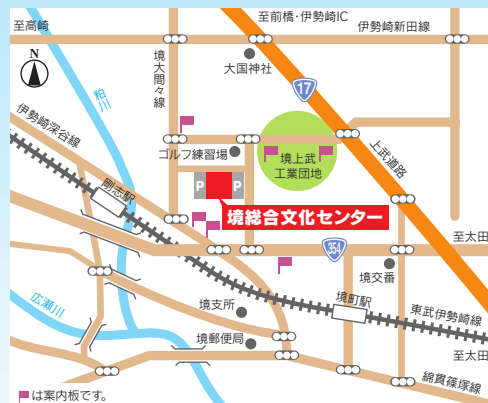 至前橋・伊勢崎IC
至高崎
伊勢崎新田線
N
境大間々線
大国神社
17
粕川
伊勢崎深谷線
ゴルフ練習場
境上武
工業団地
上武道路
剛志駅
P
P
境総合文化センター
至太田
354
境交番
広瀬川
境支所
境町駅
東武伊勢崎線
境郵便局
至太田
綿貫篠塚線
は案内板です。